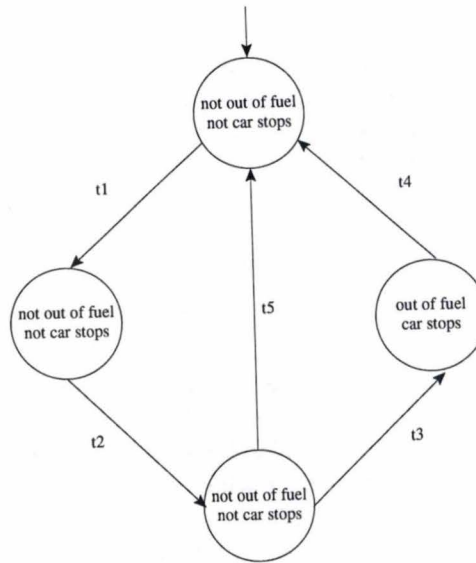 not out of fuel
not car stops
t1
t4
not out of fuel
not car stops
t5
out of fuel
car stops
t2
t3
not out of fuel
not car stops